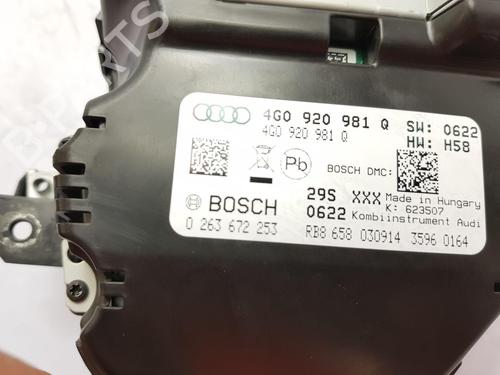 4G0 920 981 Q SW: 0622
4G0 920 981 Q HW: H58
Pb BOSCH DMC:
BOSCH 29S XXX Made in Hungary
0622 K: 623507
Kombiinstrument Audi
0 263 672 253 RB8 658 030914 3596 0164